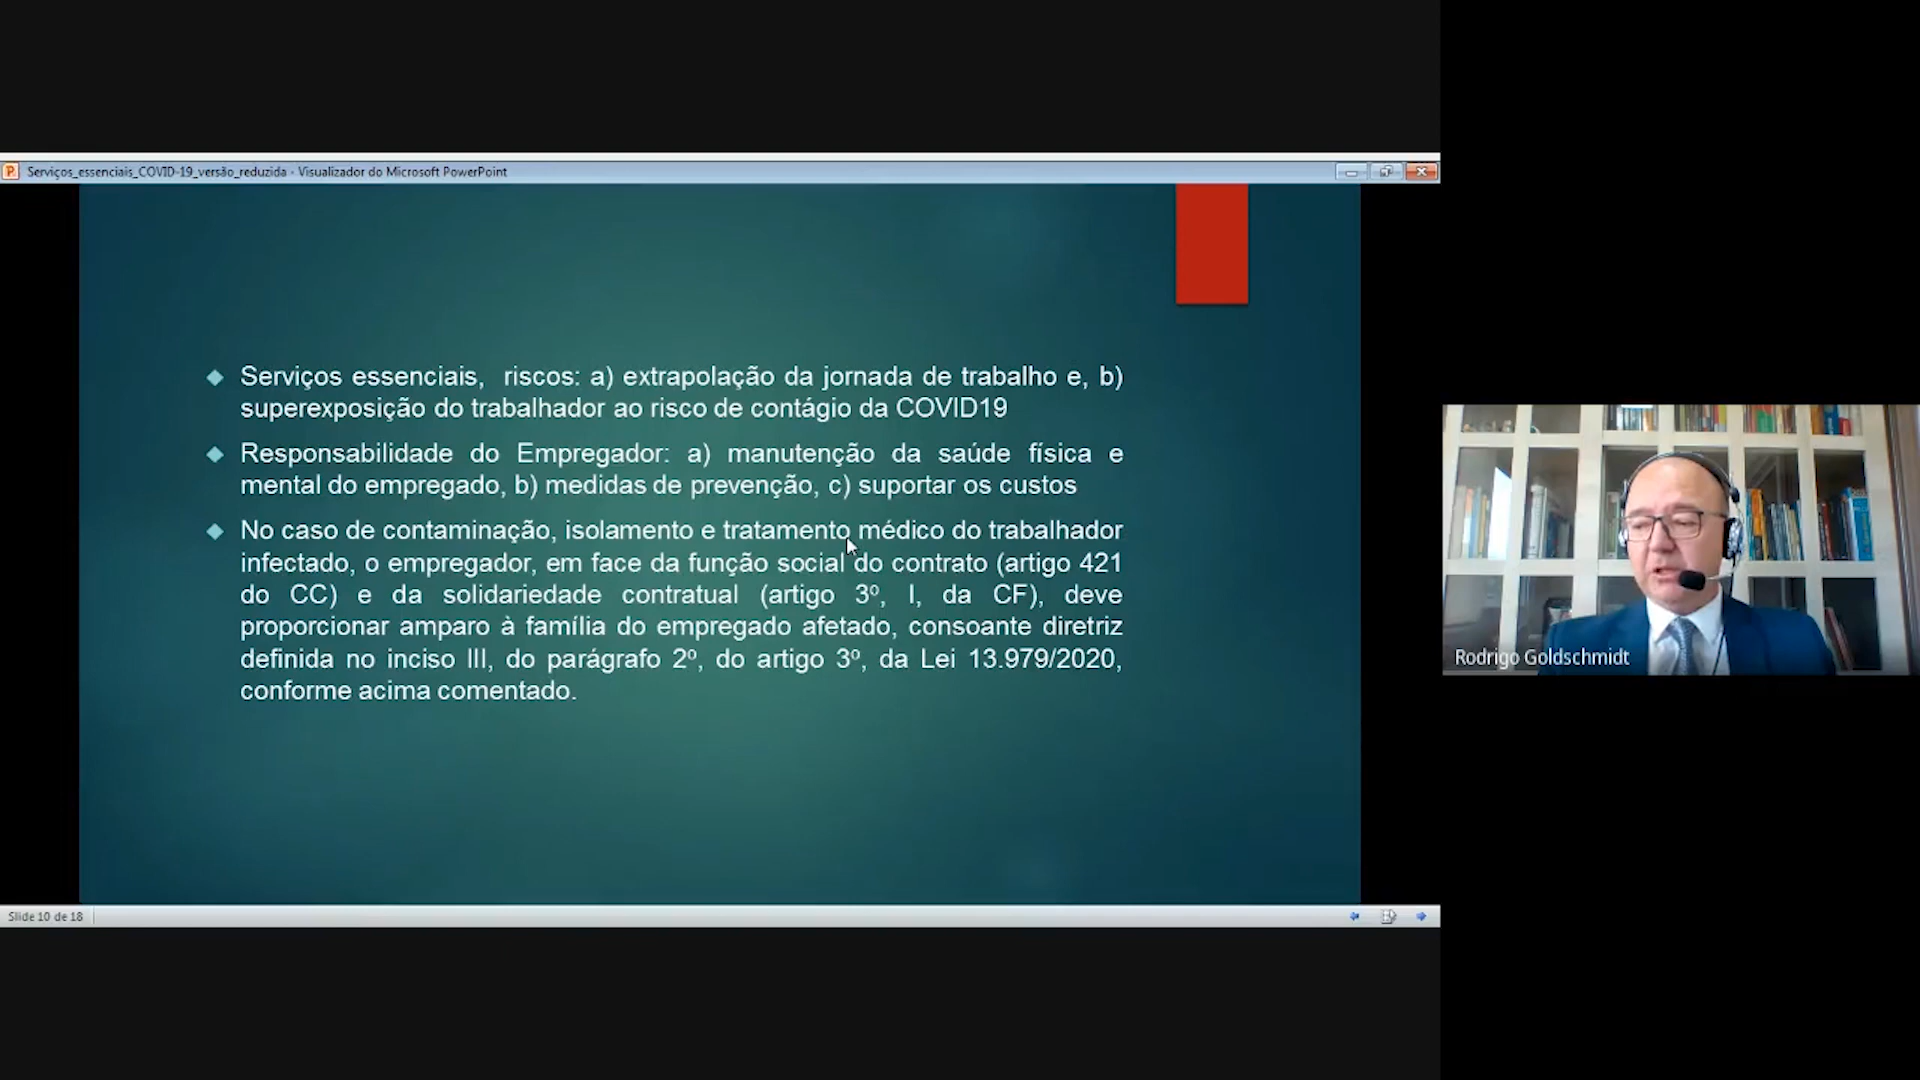 Serviços_essenciais_COVID-19_versão_reduzida - Visualizador do Microsoft PowerPoint
Serviços essenciais, riscos: a) extrapolação da jornada de trabalho e, b)
superexposição do trabalhador ao risco de contágio da COVID19
Responsabilidade do Empregador: a) manutenção da saúde física e
mental do empregado, b) medidas de prevenção, c) suportar os custos
No caso de contaminação, isolamento e tratamento médico do trabalhador
infectado, o empregador, em face da função social do contrato (artigo 421
do CC) e da solidariedade contratual (artigo 3º, I, da CF), deve
proporcionar amparo à família do empregado afetado, consoante diretriz
definida no inciso III, do parágrafo 2º, do artigo 3º, da Lei 13.979/2020,
conforme acima comentado.
Rodrigo Goldschmidt
Slide 10 de 18